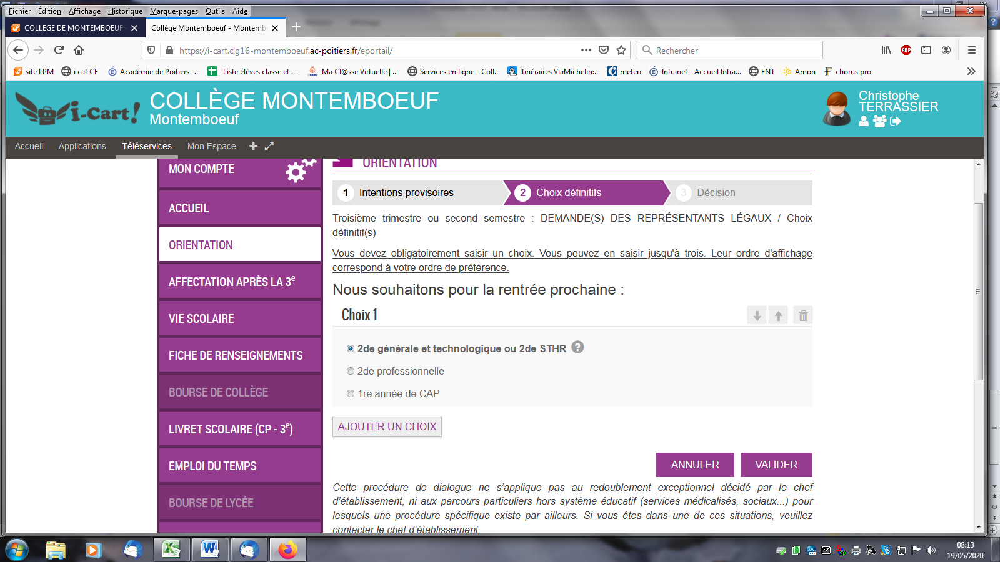 Fichier Édition Affichage Historique Marque-pages Outils Aide
COLLEGE DE MONTEMBOEUF
Collège Montemboeuf - Montemb
https://i-cart.clg16-montemboeuf.ac-poitiers.fr/eportail/
Rechercher
ABP
site LPM
i cat CE
Académie de Poitiers -...
Liste élèves classe et ...
Ma Cl@sse Virtuelle | ...
Services en ligne - Coll...
Itinéraires ViaMichelin:...
meteo
Intranet - Accueil Intra...
ENT
Amon
chorus pro
i-Cart!
COLLÈGE MONTEMBOEUF
Montemboeuf
Christophe
TERRASSIER
Accueil Applications Téléservices Mon Espace
MON COMPTE
ACCUEIL
ORIENTATION
AFFECTATION APRÈS LA 3e
VIE SCOLAIRE
FICHE DE RENSEIGNEMENTS
BOURSE DE COLLÈGE
LIVRET SCOLAIRE (CP - 3e)
EMPLOI DU TEMPS
BOURSE DE LYCÉE
ORIENTATION
1 Intentions provisoires
2 Choix définitifs
3 Décision
Troisième trimestre ou second semestre : DEMANDE(S) DES REPRÉSENTANTS LÉGAUX / Choix
définitif(s)
Vous devez obligatoirement saisir un choix. Vous pouvez en saisir jusqu'à trois. Leur ordre d'affichage
correspond à votre ordre de préférence.
Nous souhaitons pour la rentrée prochaine :
Choix 1
2de générale et technologique ou 2de STHR ?
2de professionnelle
1re année de CAP
AJOUTER UN CHOIX
ANNULER
VALIDER
Cette procédure de dialogue ne s’applique pas au redoublement exceptionnel décidé par le chef
d’établissement, ni aux parcours particuliers hors système éducatif (services médicalisés, sociaux...) pour
lesquels une procédure spécifique existe par ailleurs. Si vous êtes dans une de ces situations, veuillez
contacter le chef d’établissement
08:13
19/05/2020